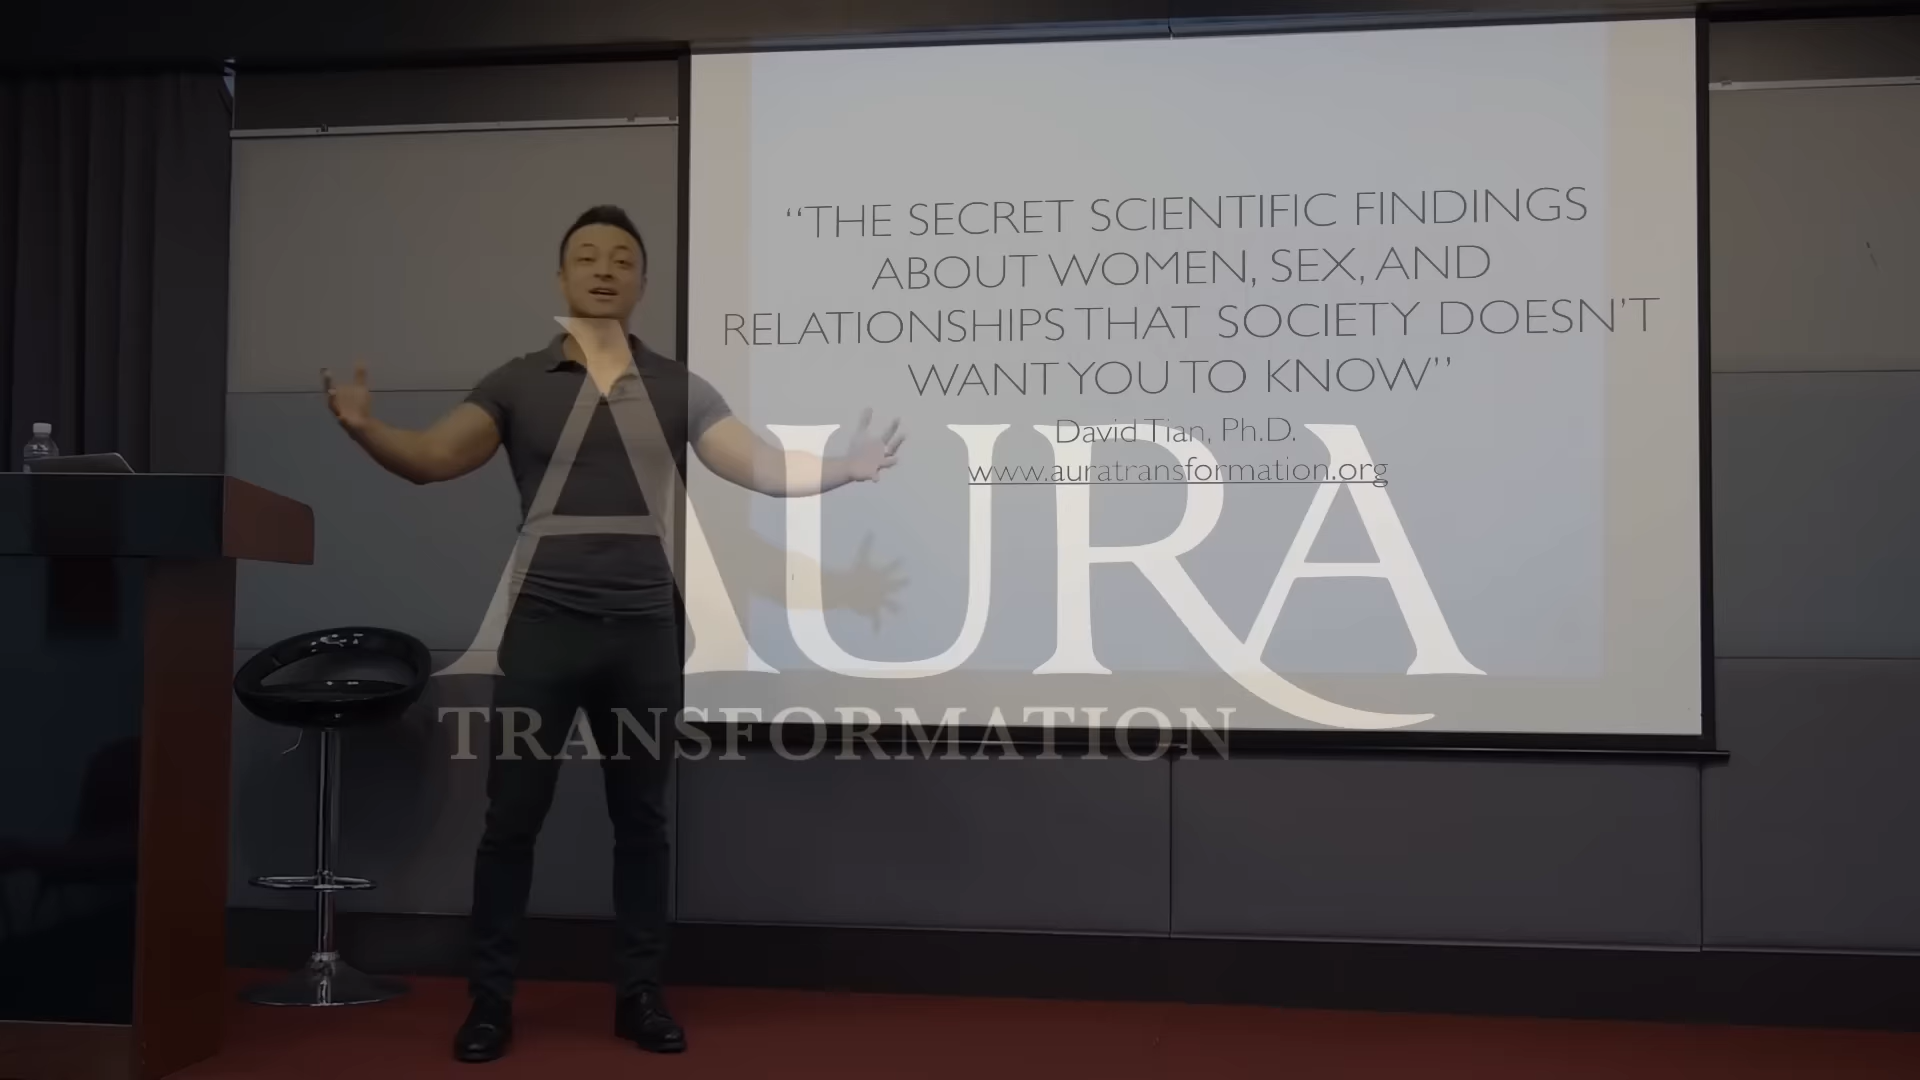 “THE SECRET SCIENTIFIC FINDINGS
ABOUT WOMEN, SEX, AND
RELATIONSHIPS THAT SOCIETY DOESN’T
WANT YOU TO KNOW”
David Tian, Ph.D.
www.auratransformation.org
AURA
TRANSFORMATION